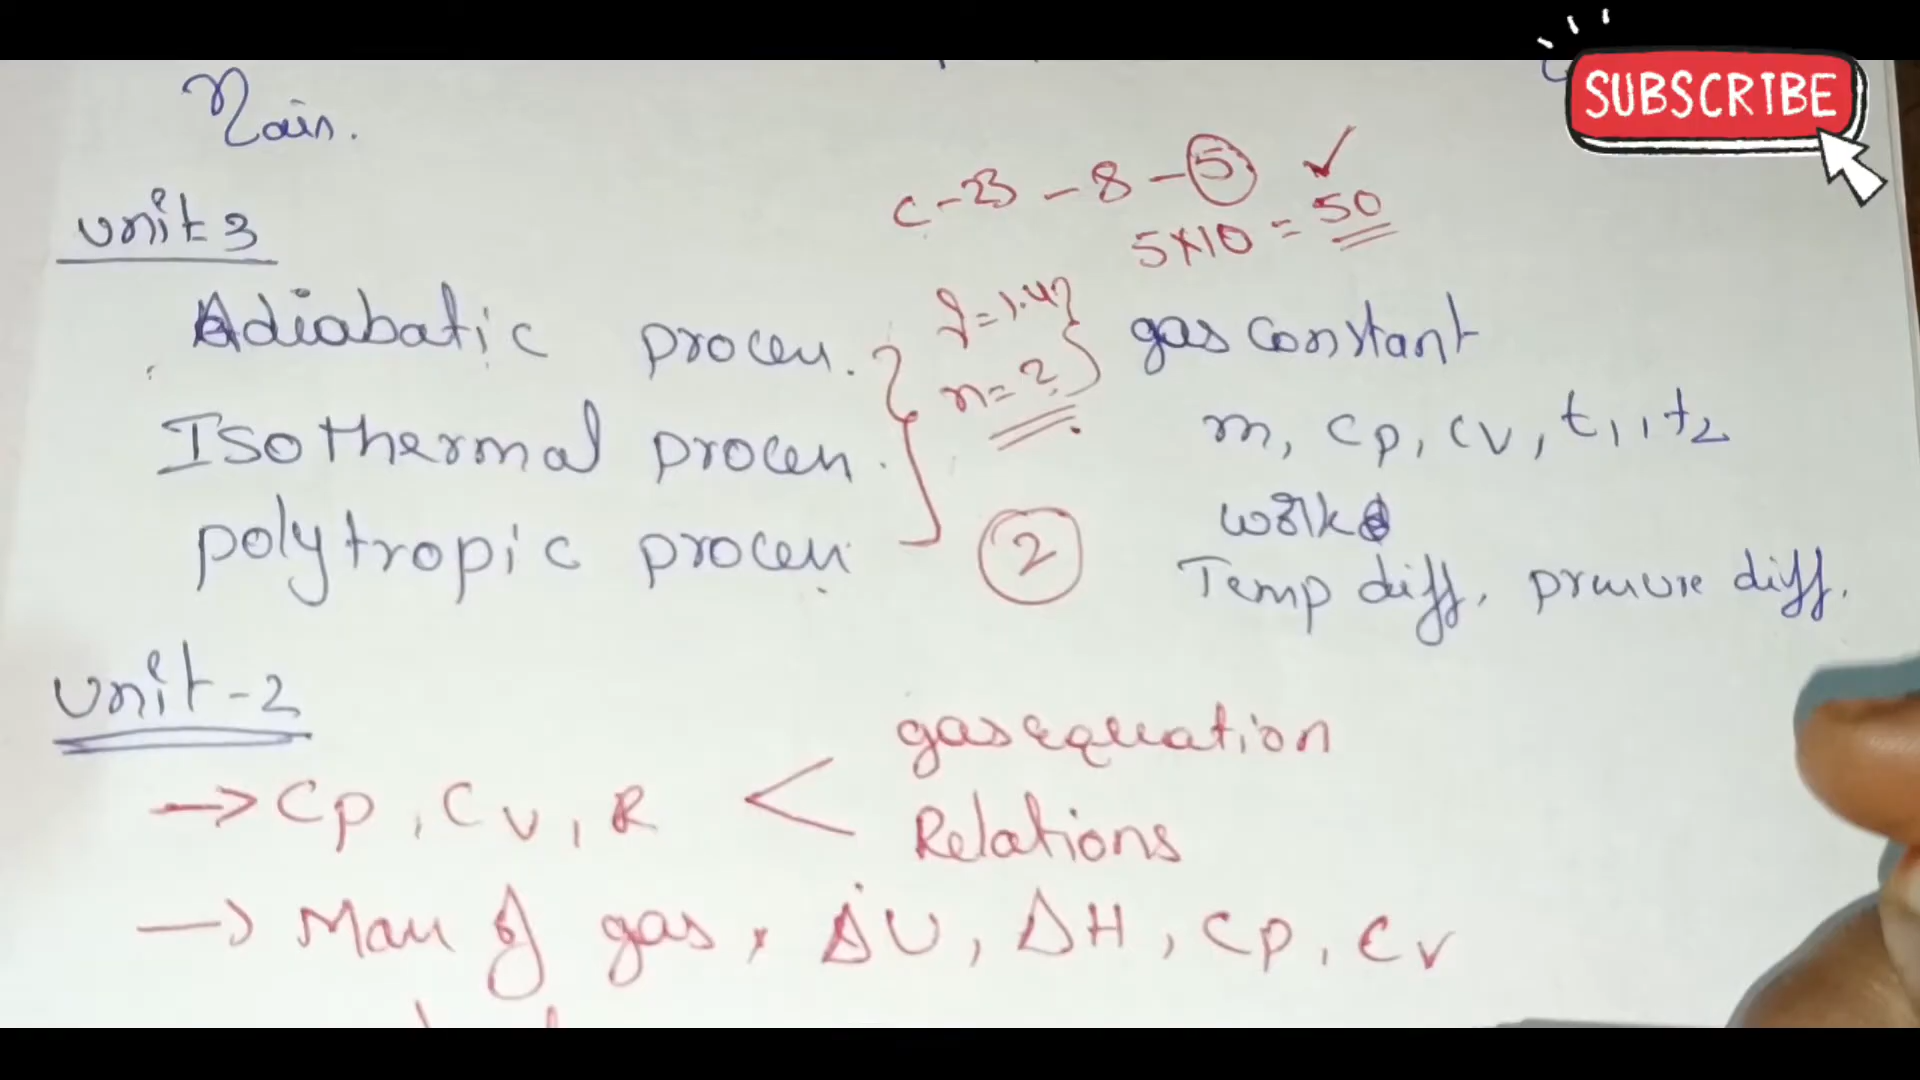 SUBSCRIBE
Main.
C-23 - 8 - 5 ✓
5×10 = 50
Unit 3
Adiabatic process.
γ=1.4?
n=?
gas constant
Isothermal process.
m, Cp, Cv, t1, t2
work
polytropic process.
2
Temp diff, pressure diff.
Unit-2
→ Cp, Cv, R < gas equation
Relations
→ Mass of gas, ΔU, ΔH, Cp, Cv